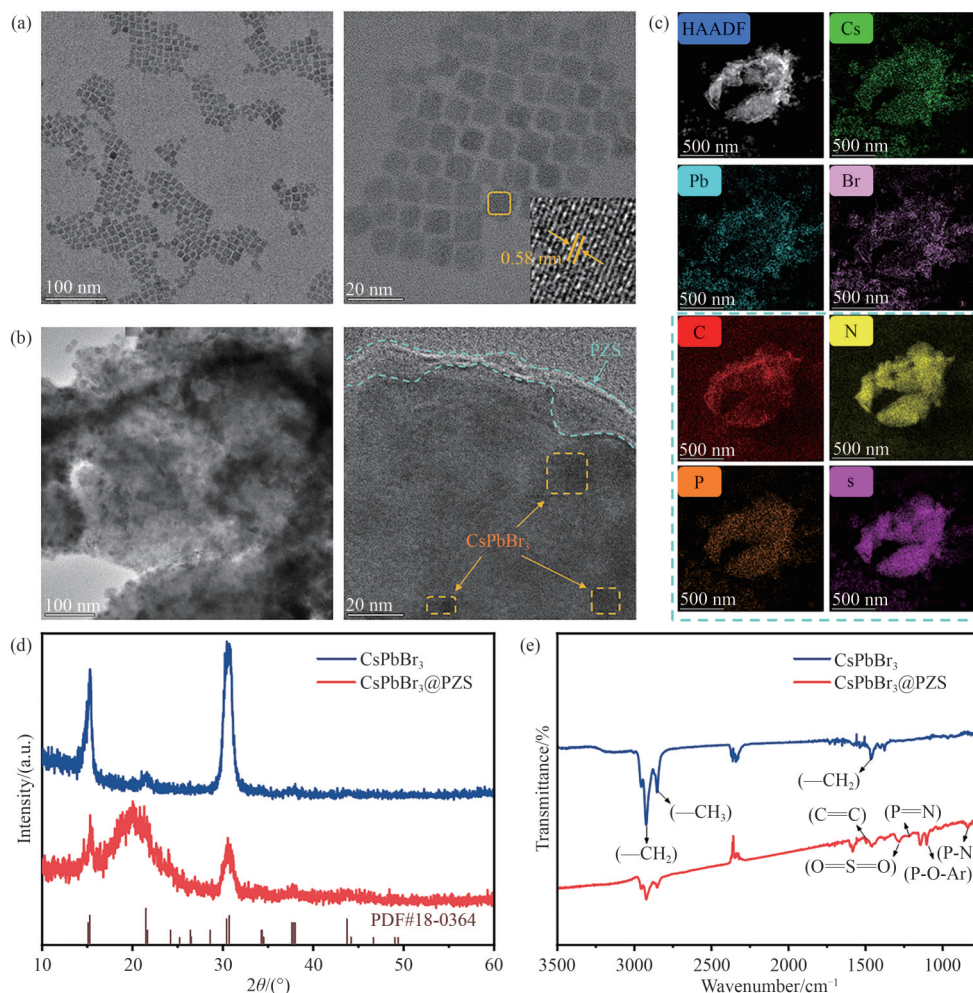 (a)
100 nm
0.58 nm
20 nm
(b)
100 nm
PZS
CsPbBr₃
20 nm
(c)
HAADF
500 nm
Cs
500 nm
Pb
500 nm
Br
500 nm
C
500 nm
N
500 nm
P
500 nm
s
500 nm
(d)
CsPbBr₃
CsPbBr₃@PZS
Intensity/(a.u.)
PDF#18-0364
10 20 30 40 50 60
2θ/(°)
(e)
CsPbBr₃
CsPbBr₃@PZS
Transmittance/%
(—CH₂)
(—CH₃)
(—CH₂)
(C=C)
(P=N)
(O=S=O)
(P-O-Ar)
(P-N
3500 3000 2500 2000 1500 1000
Wavenumber/cm⁻¹